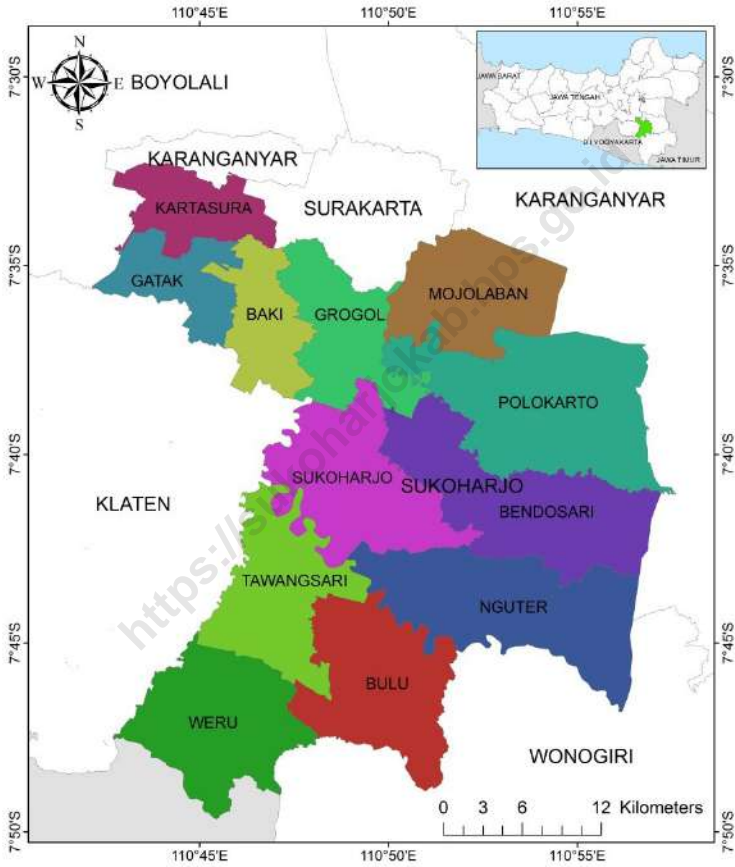 110°45'E 110°50'E 110°55'E
7°30'S 7°30'S
N
W E
S
BOYOLALI
JAWA BARAT
JAWA TENGAH
D I YOGYAKARTA
JAWA TIMUR
KARANGANYAR
KARTASURA
SURAKARTA
KARANGANYAR
7°35'S 7°35'S
GATAK
BAKI
GROGOL
MOJOLABAN
POLOKARTO
7°40'S 7°40'S
KLATEN
SUKOHARJO
SUKOHARJO
BENDOSARI
TAWANGSARI
NGUTER
7°45'S 7°45'S
BULU
WERU
WONOGIRI
0 3 6 12 Kilometers
7°50'S 7°50'S
110°45'E 110°50'E 110°55'E
https://sukoharjokab.bps.go.id